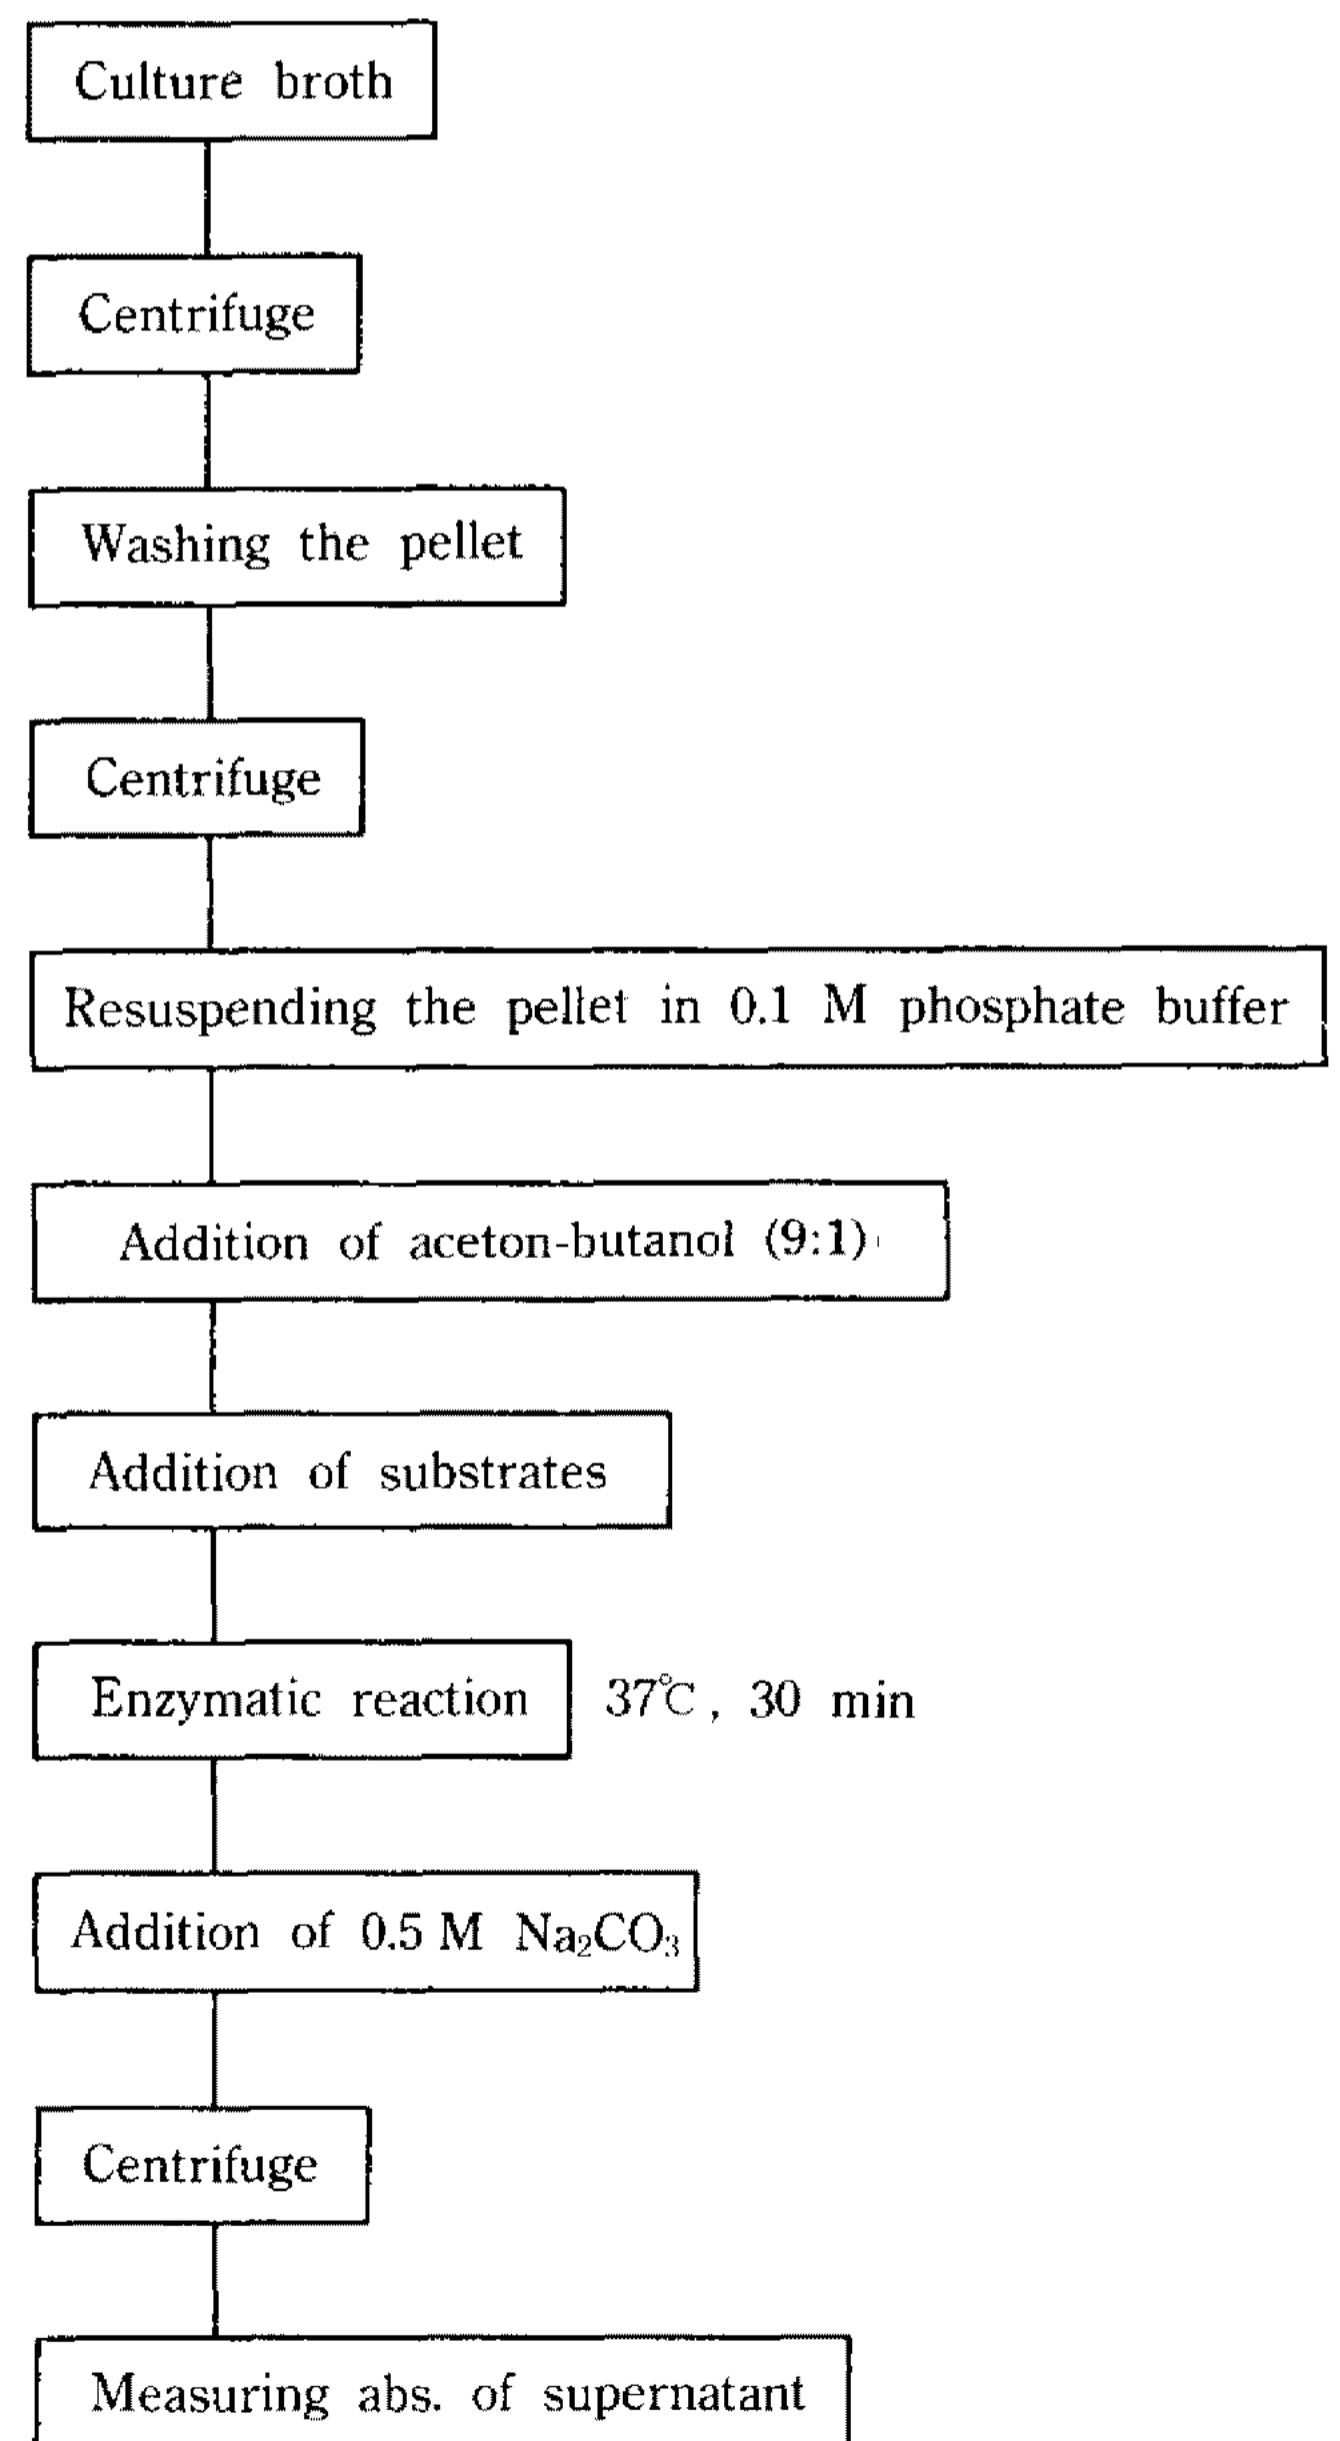 Culture broth
Centrifuge
Washing the pellet
Centrifuge
Resuspending the pellet in 0.1 M phosphate buffer
Addition of aceton-butanol (9:1)
Addition of substrates
Enzymatic reaction 37℃, 30 min
Addition of 0.5 M Na₂CO₃
Centrifuge
Measuring abs. of supernatant